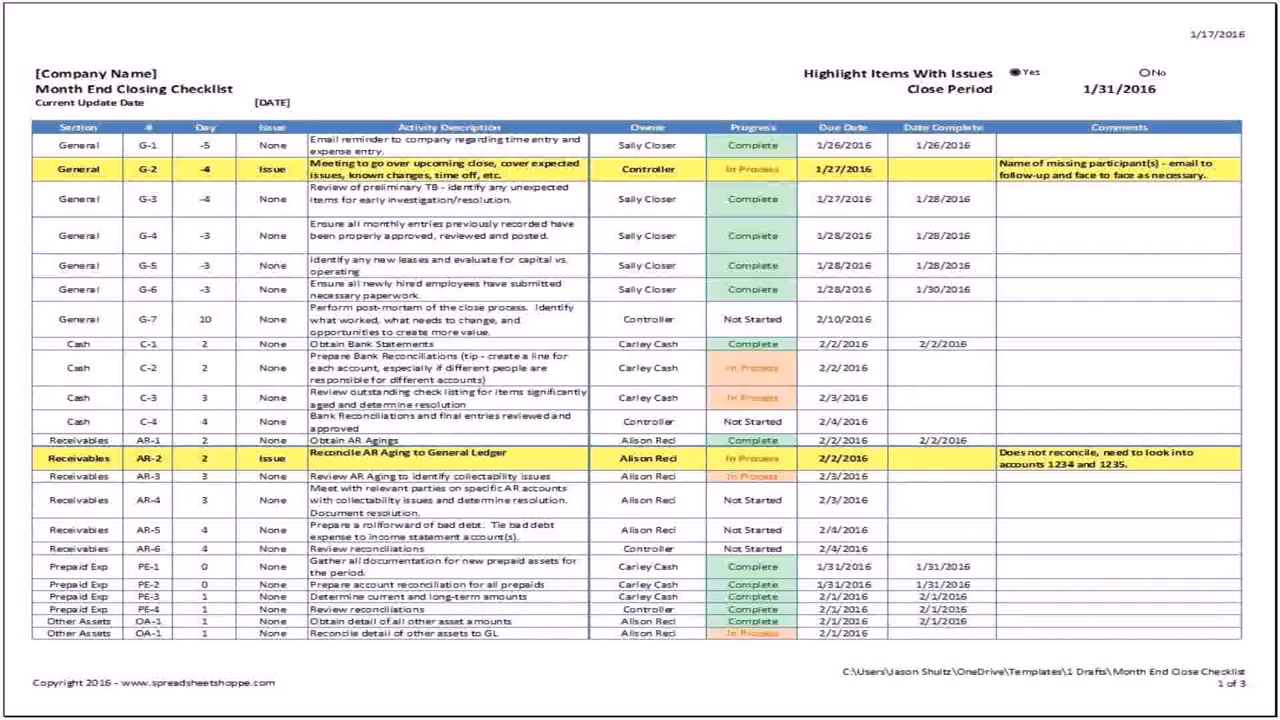 1/17/2016
[Company Name] Highlight Items With Issues Yes No
Month End Closing Checklist Close Period 1/31/2016
Current Update Date [DATE]
Section # Day Issue Activity Description Owner Progress Due Date Date Complete Comments
General G-1 -5 None Email reminder to company regarding time entry and Sally Closer Complete 1/26/2016 1/26/2016
expense entry.
General G-2 -4 Issue Meeting to go over upcoming close, cover expected Controller In Process 1/27/2016 Name of missing participant(s) - email to
issues, known changes, time off, etc. follow-up and face to face as necessary.
General G-3 -4 None Review of preliminary TB - identify any unexpected Sally Closer Complete 1/27/2016 1/28/2016
items for early investigation/resolution.
General G-4 -3 None Ensure all monthly entries previously recorded have Sally Closer Complete 1/28/2016 1/28/2016
been properly approved, reviewed and posted.
General G-5 -3 None Identify any new leases and evaluate for capital vs. Sally Closer Complete 1/28/2016 1/28/2016
operating
General G-6 -3 None Ensure all newly hired employees have submitted Sally Closer Complete 1/28/2016 1/30/2016
necessary paperwork.
General G-7 10 None Perform post-mortem of the close process. Identify Controller Not Started 2/10/2016
what worked, what needs to change, and
opportunities to create more value.
Cash C-1 2 None Obtain Bank Statements Carley Cash Complete 2/2/2016 2/2/2016
Cash C-2 2 None Prepare Bank Reconciliations (tip - create a line for Carley Cash In Process 2/2/2016
each account, especially if different people are
responsible for different accounts)
Cash C-3 3 None Review outstanding check listing for items significantly Carley Cash In Process 2/3/2016
aged and determine resolution
Cash C-4 4 None Bank Reconciliations and final entries reviewed and Controller Not Started 2/4/2016
approved
Receivables AR-1 2 None Obtain AR Agings Alison Reci Complete 2/2/2016 2/2/2016
Receivables AR-2 2 Issue Reconcile AR Aging to General Ledger Alison Reci In Process 2/2/2016 Does not reconcile, need to look into
accounts 1234 and 1235.
Receivables AR-3 3 None Review AR Aging to identify collectability issues Alison Reci In Process 2/3/2016
Receivables AR-4 3 None Meet with relevant parties on specific AR accounts Alison Reci Not Started 2/3/2016
with collectability issues and determine resolution.
Document resolution.
Receivables AR-5 4 None Prepare a rollforward of bad debt. Tie bad debt Alison Reci Not Started 2/4/2016
expense to income statement account(s).
Receivables AR-6 4 None Review reconciliations Controller Not Started 2/4/2016
Prepaid Exp PE-1 0 None Gather all documentation for new prepaid assets for Carley Cash Complete 1/31/2016 1/31/2016
the period.
Prepaid Exp PE-2 0 None Prepare account reconciliation for all prepaids Carley Cash Complete 1/31/2016 1/31/2016
Prepaid Exp PE-3 1 None Determine current and long-term amounts Carley Cash Complete 2/1/2016 2/1/2016
Prepaid Exp PE-4 1 None Review reconciliations Controller Complete 2/1/2016 2/1/2016
Other Assets OA-1 1 None Obtain detail of all other asset amounts Alison Reci Complete 2/1/2016 2/1/2016
Other Assets OA-1 1 None Reconcile detail of other assets to GL Alison Reci In Process 2/1/2016
C:\Users\Jason Shultz\OneDrive\Templates\1 Drafts\Month End Close Checklist
Copyright 2016 - www.spreadsheetshoppe.com 1 of 3